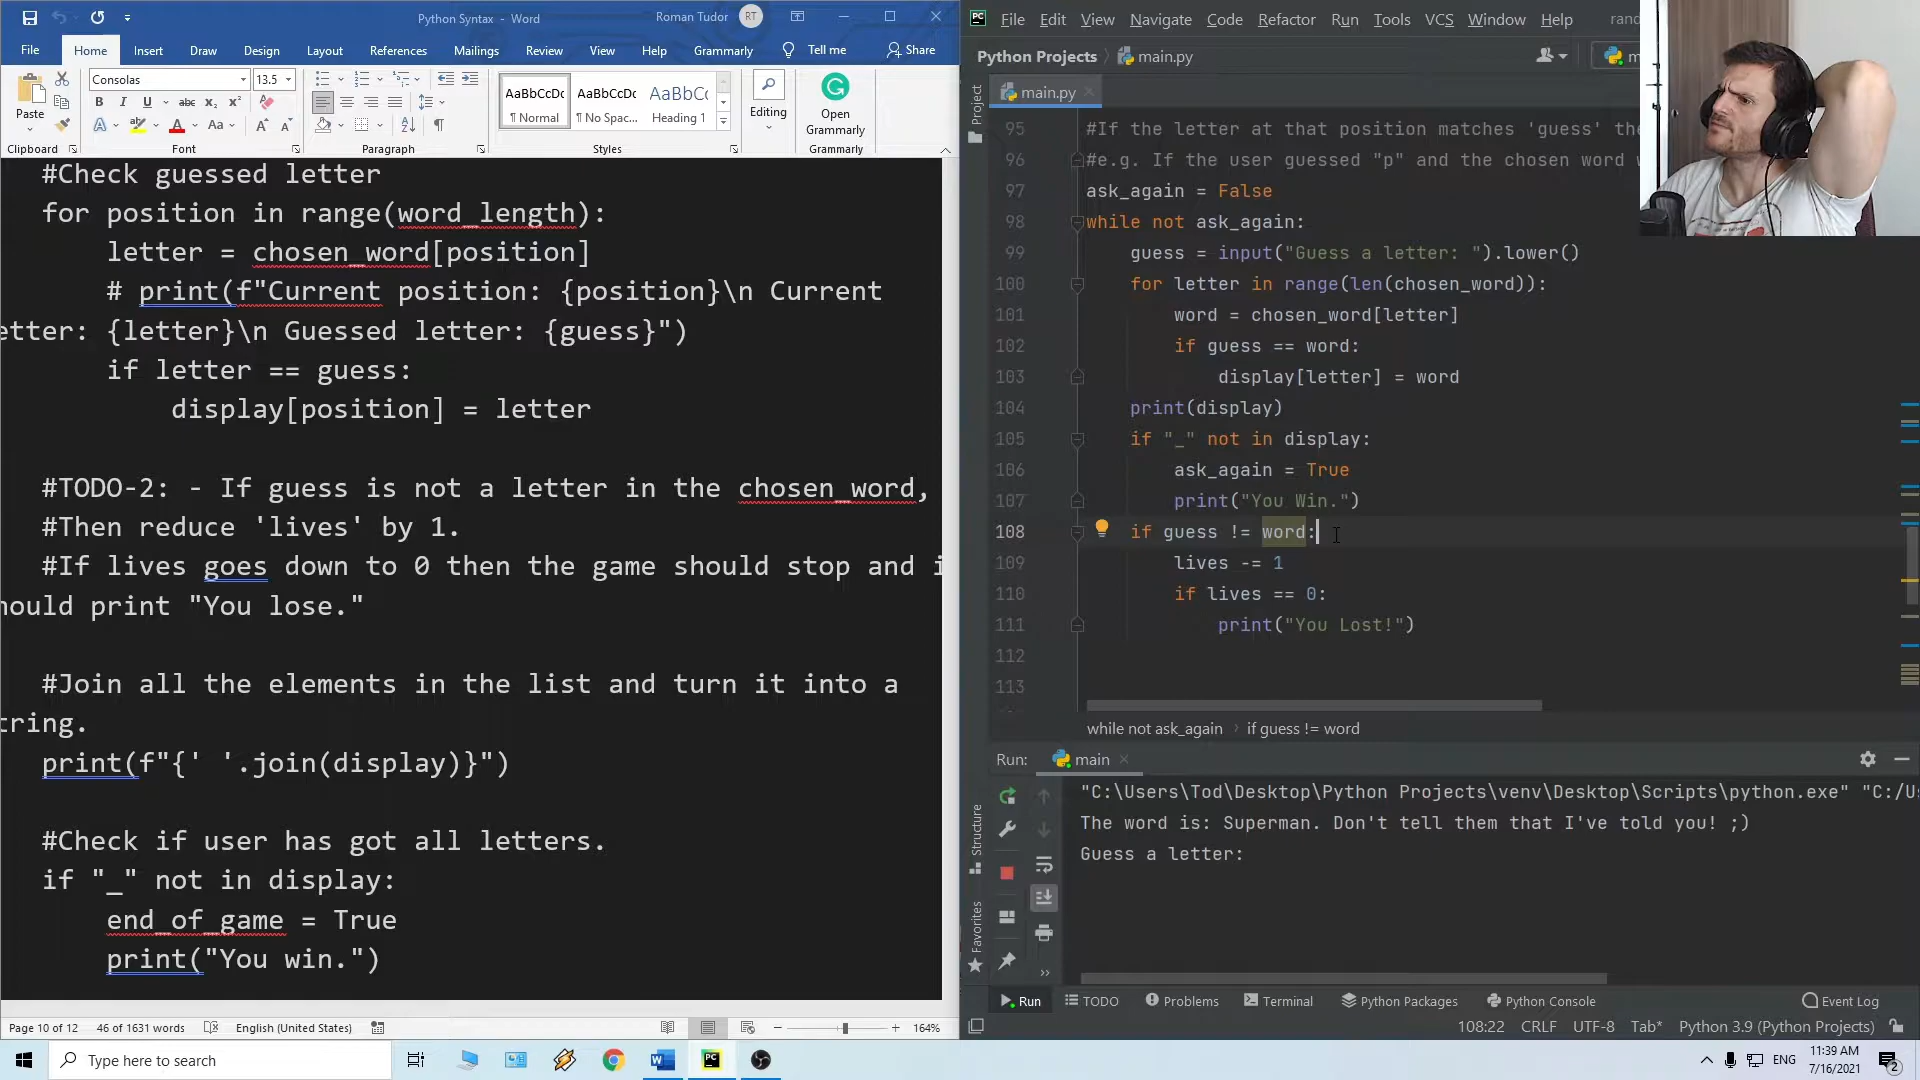 Python Syntax - Word
Roman Tudor
RT
File Home Insert Draw Design Layout References Mailings Review View Help Grammarly Tell me Share
Paste
Consolas 13.5
AaBbCcDc AaBbCcDc AaBbCc
¶ Normal ¶ No Spac... Heading 1
Editing
Open Grammarly
Clipboard Font Paragraph Styles Grammarly
#Check guessed letter
for position in range(word_length):
letter = chosen_word[position]
# print(f"Current position: {position}\n Current
etter: {letter}\n Guessed letter: {guess}")
if letter == guess:
display[position] = letter
#TODO-2: - If guess is not a letter in the chosen_word,
#Then reduce 'lives' by 1.
#If lives goes down to 0 then the game should stop and i
hould print "You lose."
#Join all the elements in the list and turn it into a
tring.
print(f"{' '.join(display)}")
#Check if user has got all letters.
if "_" not in display:
end_of_game = True
print("You win.")
Page 10 of 12 46 of 1631 words English (United States) 164%
File Edit View Navigate Code Refactor Run Tools VCS Window Help rand
Python Projects main.py
main.py
Project
95 #If the letter at that position matches 'guess' the
96 #e.g. If the user guessed "p" and the chosen word w
97 ask_again = False
98 while not ask_again:
99 guess = input("Guess a letter: ").lower()
100 for letter in range(len(chosen_word)):
101 word = chosen_word[letter]
102 if guess == word:
103 display[letter] = word
104 print(display)
105 if "_" not in display:
106 ask_again = True
107 print("You Win.")
108 if guess != word:
109 lives -= 1
110 if lives == 0:
111 print("You Lost!")
112
113
while not ask_again if guess != word
Run: main
"C:\Users\Tod\Desktop\Python Projects\venv\Desktop\Scripts\python.exe" "C:/Us
The word is: Superman. Don't tell them that I've told you! ;)
Guess a letter:
Structure
Favorites
Run TODO Problems Terminal Python Packages Python Console Event Log
108:22 CRLF UTF-8 Tab* Python 3.9 (Python Projects)
Type here to search
ENG
11:39 AM
7/16/2021
2